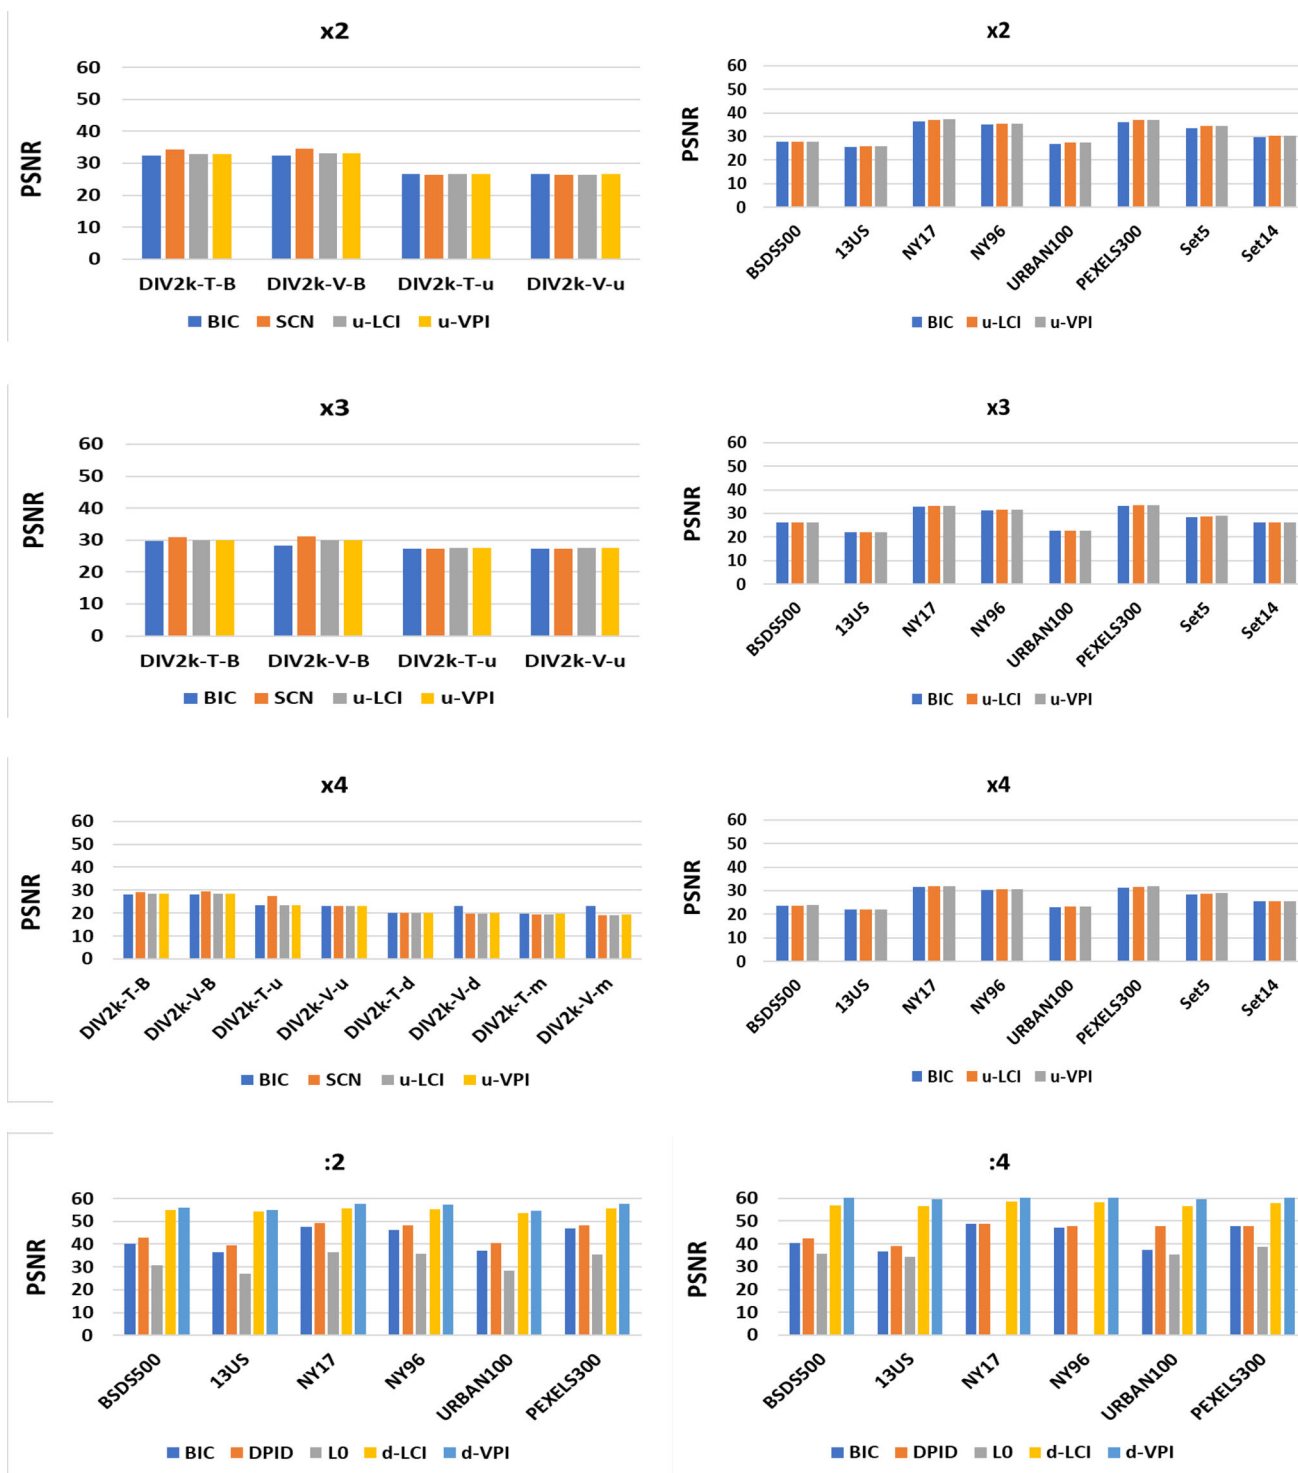 x2
PSNR
60
50
40
30
20
10
0
DIV2k-T-B DIV2k-V-B DIV2k-T-u DIV2k-V-u
BIC SCN u-LCI u-VPI
x2
PSNR
60
50
40
30
20
10
0
BSDS500 13US NY17 NY96 URBAN100 PEXELS300 Set5 Set14
BIC u-LCI u-VPI
x3
PSNR
60
50
40
30
20
10
0
DIV2k-T-B DIV2k-V-B DIV2k-T-u DIV2k-V-u
BIC SCN u-LCI u-VPI
x3
PSNR
60
50
40
30
20
10
0
BSDS500 13US NY17 NY96 URBAN100 PEXELS300 Set5 Set14
BIC u-LCI u-VPI
x4
PSNR
60
50
40
30
20
10
0
DIV2k-T-B DIV2k-V-B DIV2k-T-u DIV2k-V-u DIV2k-T-d DIV2k-V-d DIV2k-T-m DIV2k-V-m
BIC SCN u-LCI u-VPI
x4
PSNR
60
50
40
30
20
10
0
BSDS500 13US NY17 NY96 URBAN100 PEXELS300 Set5 Set14
BIC u-LCI u-VPI
:2
PSNR
60
50
40
30
20
10
0
BSDS500 13US NY17 NY96 URBAN100 PEXELS300
BIC DPID L0 d-LCI d-VPI
:4
PSNR
60
50
40
30
20
10
0
BSDS500 13US NY17 NY96 URBAN100 PEXELS300
BIC DPID L0 d-LCI d-VPI